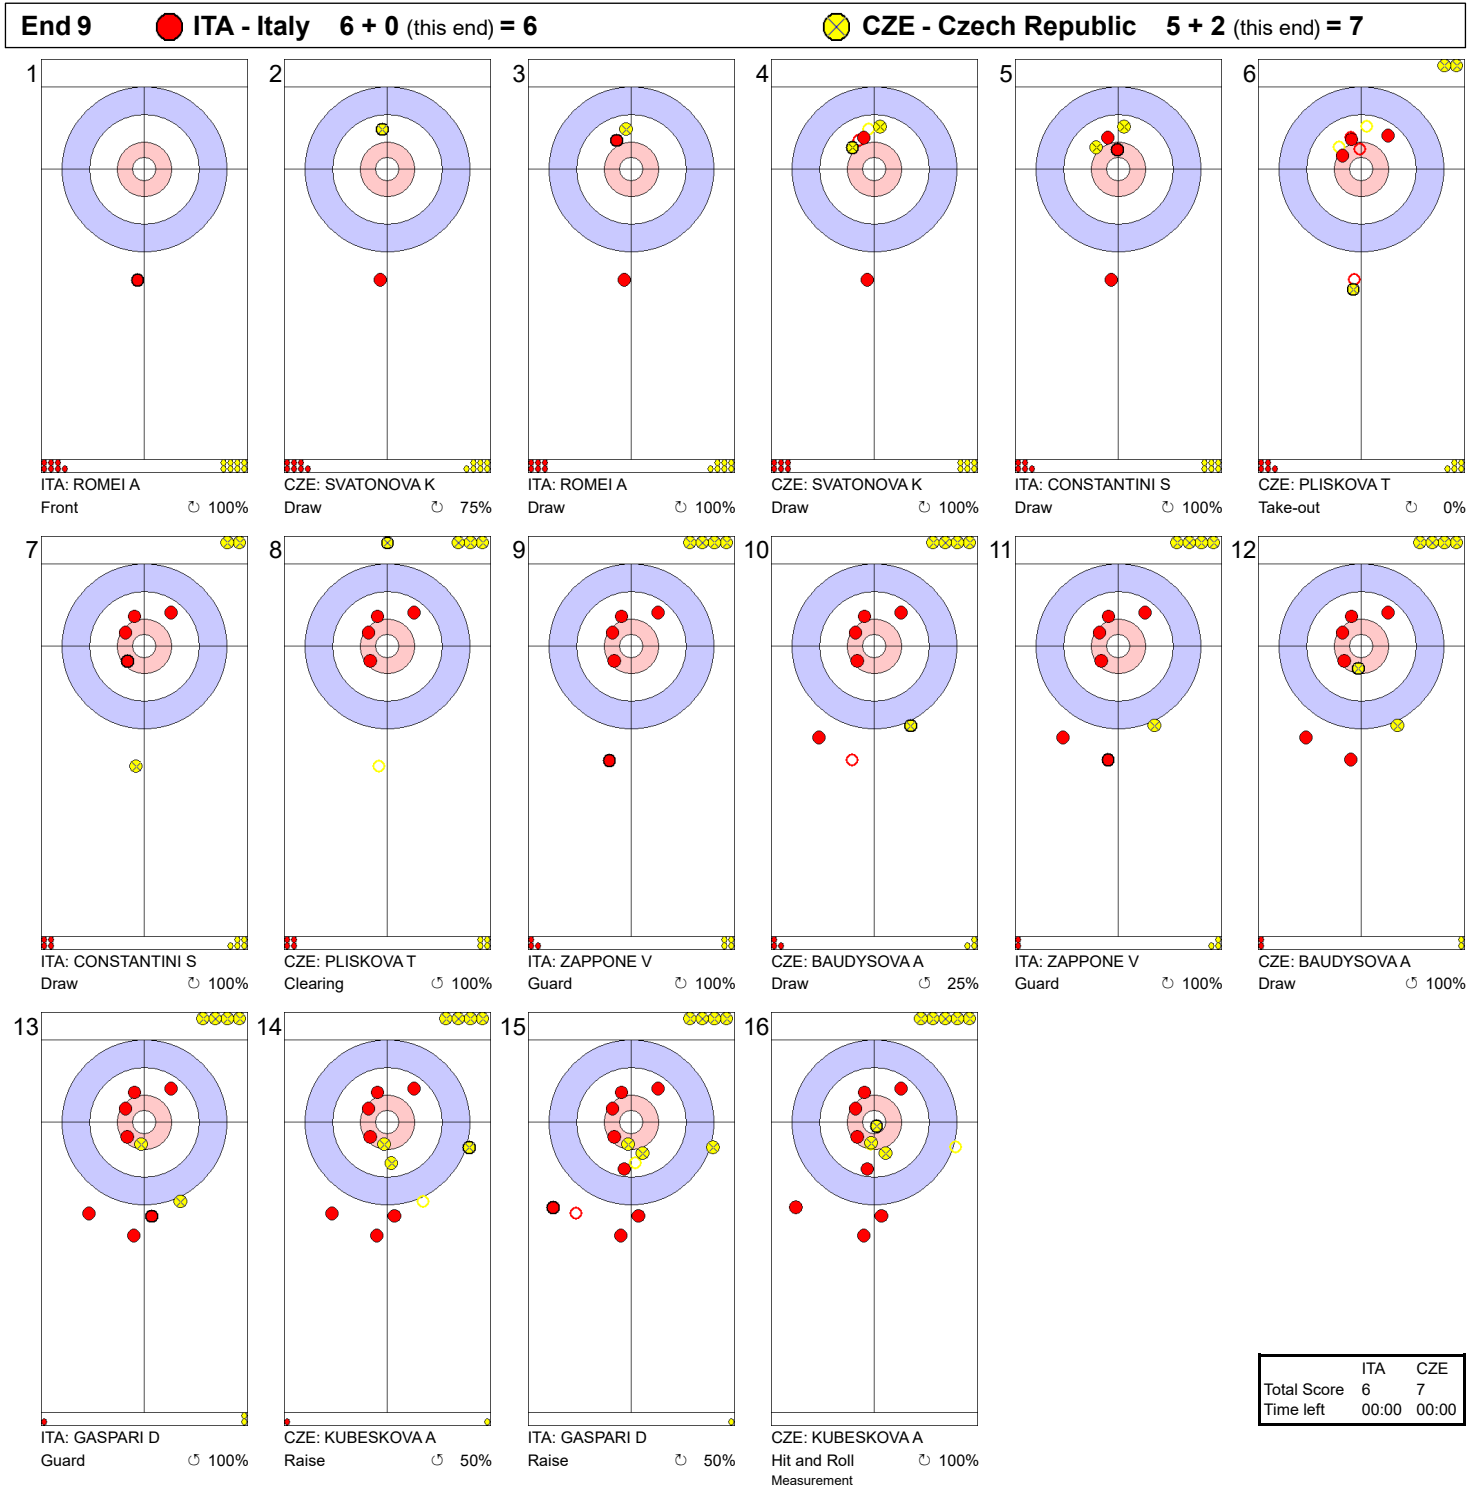 End 9 ITA - Italy 6 + 0 (this end) = 6 CZE - Czech Republic 5 + 2 (this end) = 7
1 2 3 4 5 6
ITA: ROMEI A CZE: SVATONOVA K ITA: ROMEI A CZE: SVATONOVA K ITA: CONSTANTINI S CZE: PLISKOVA T
Front ↻ 100% Draw ↻ 75% Draw ↻ 100% Draw ↻ 100% Draw ↻ 100% Take-out ↻ 0%
7 8 9 10 11 12
ITA: CONSTANTINI S CZE: PLISKOVA T ITA: ZAPPONE V CZE: BAUDYSOVA A ITA: ZAPPONE V CZE: BAUDYSOVA A
Draw ↻ 100% Clearing ↻ 100% Guard ↻ 100% Draw ↺ 25% Guard ↻ 100% Draw ↺ 100%
13 14 15 16
ITA: GASPARI D CZE: KUBESKOVA A ITA: GASPARI D CZE: KUBESKOVA A
Guard ↺ 100% Raise ↺ 50% Raise ↻ 50% Hit and Roll ↻ 100%
Measurement
ITA CZE
Total Score 6 7
Time left 00:00 00:00